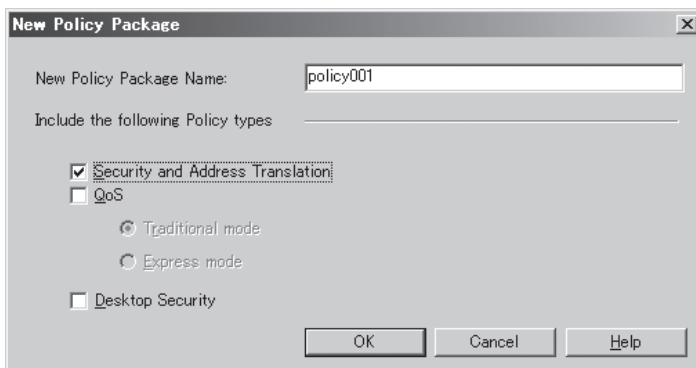 New Policy Package
New Policy Package Name: policy001
Include the following Policy types
Security and Address Translation
QoS
Traditional mode
Express mode
Desktop Security
OK Cancel Help